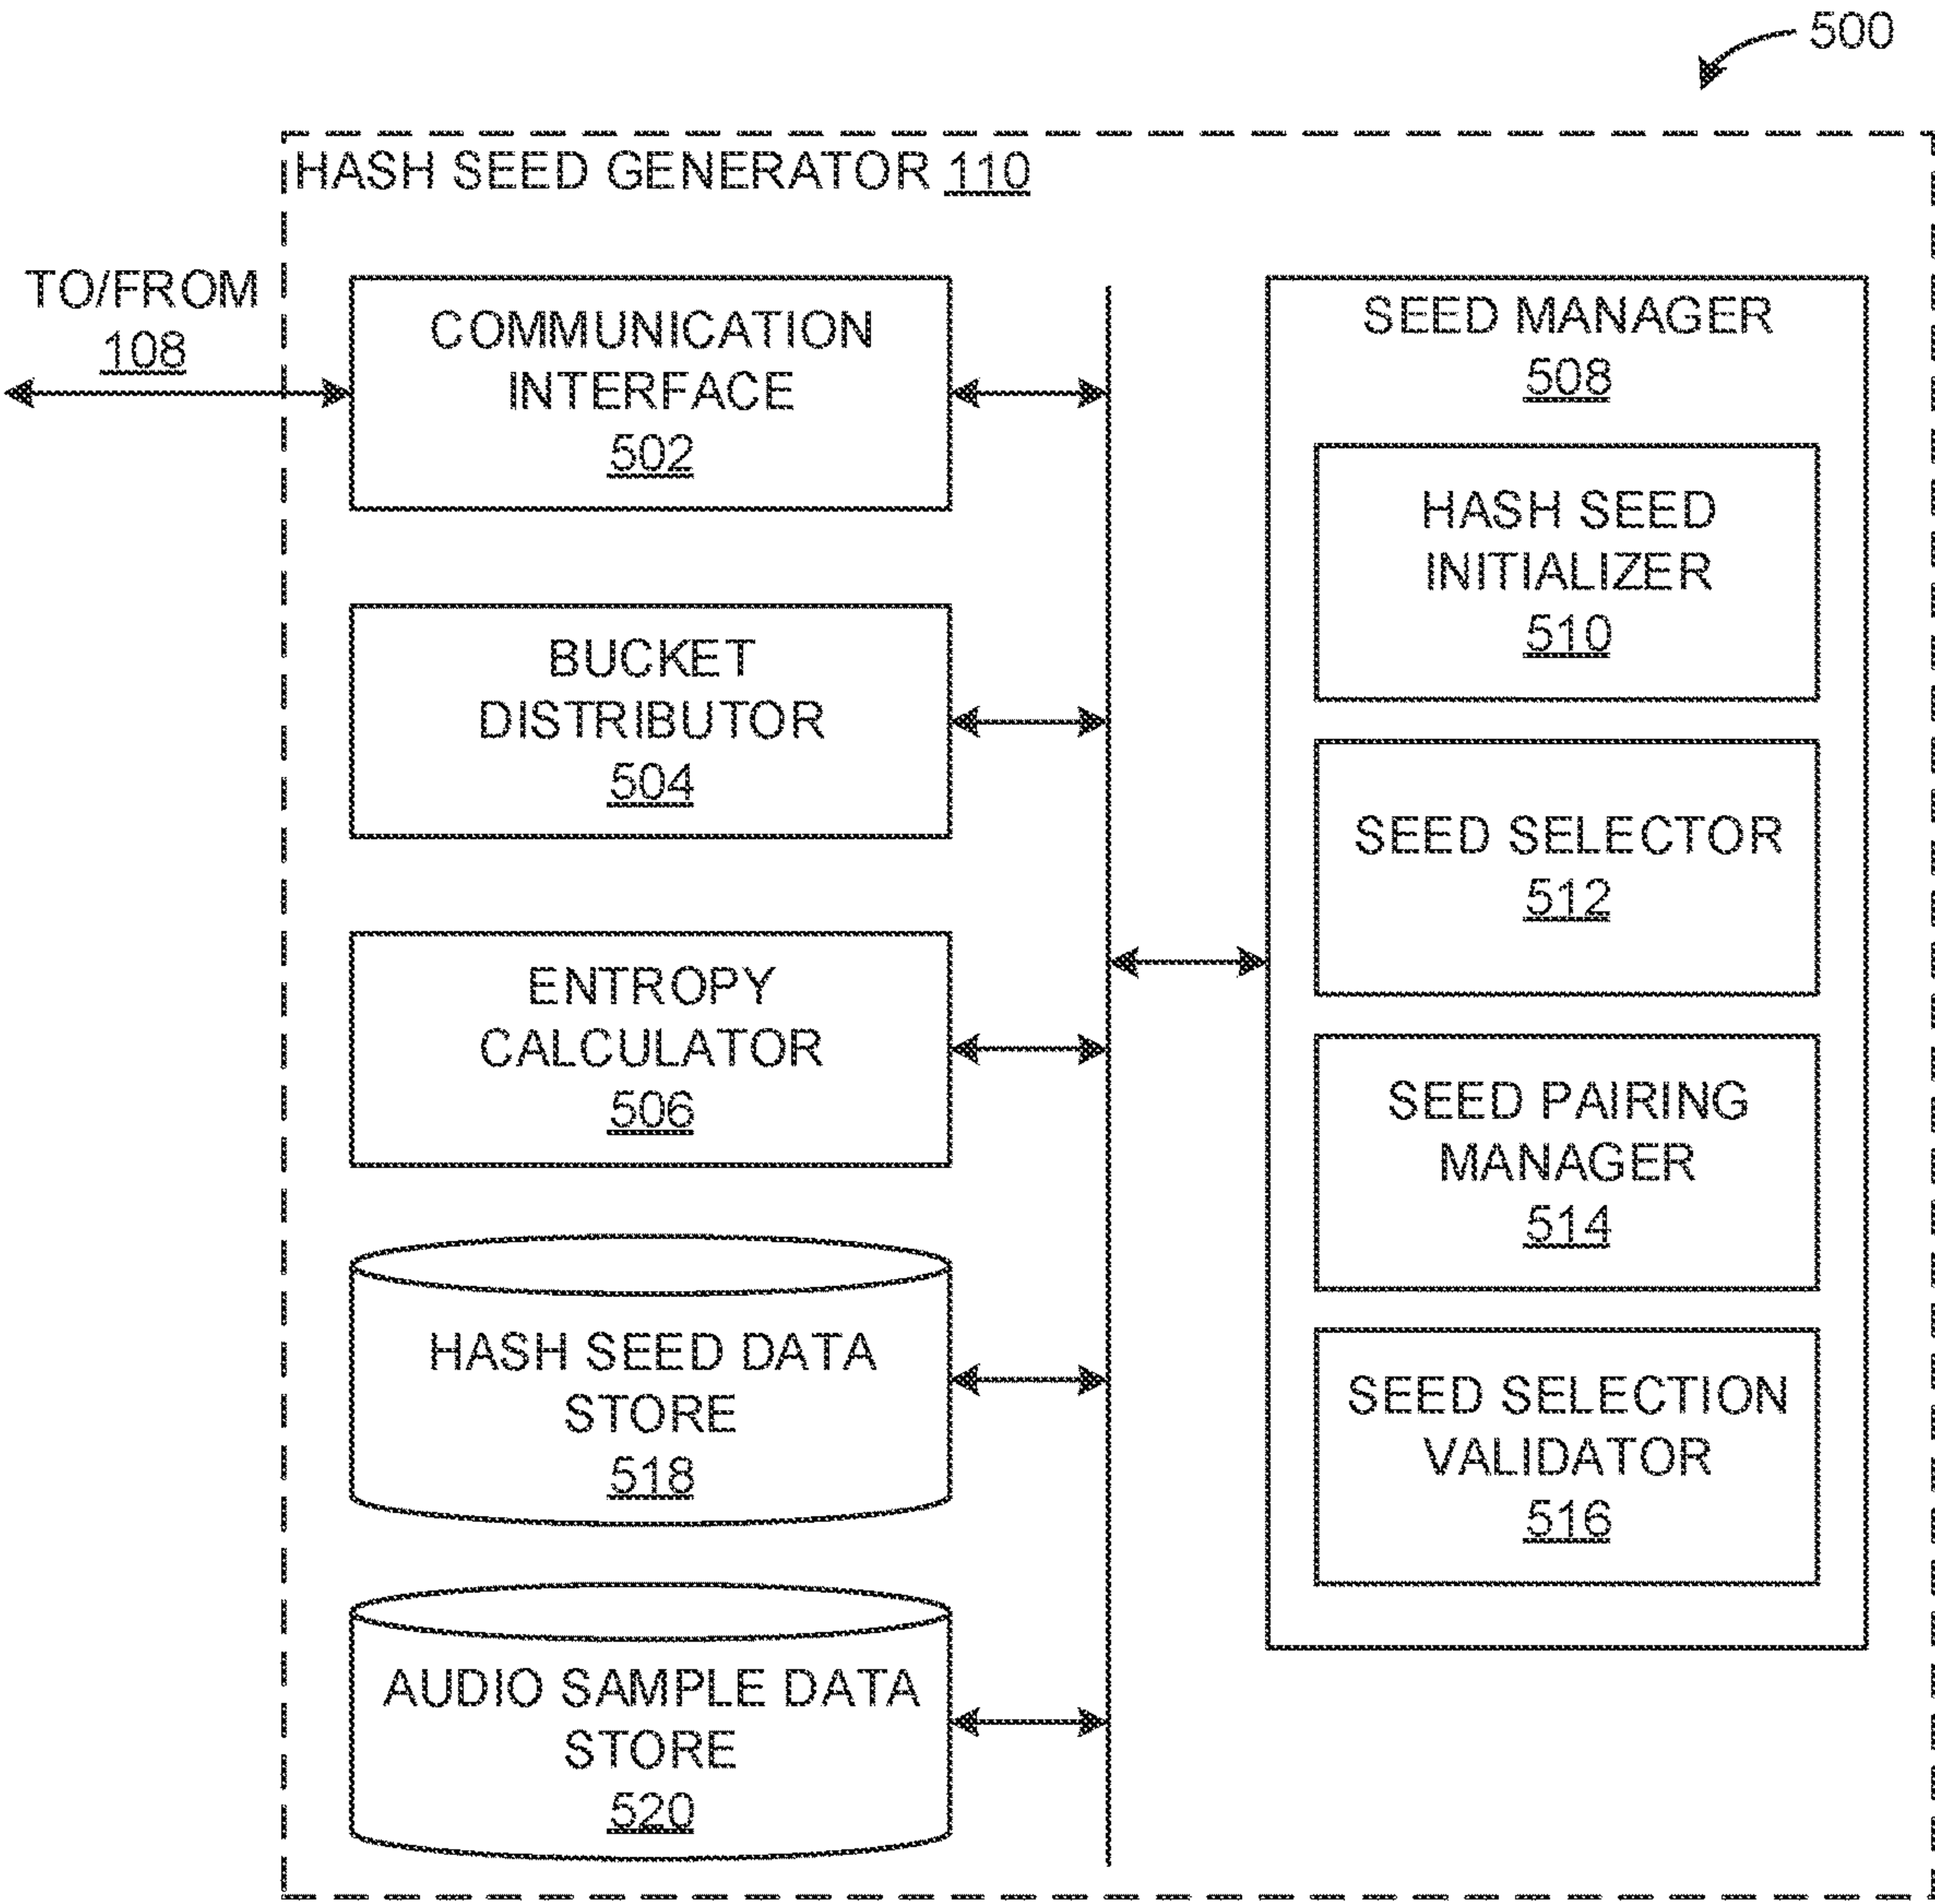 500
HASH SEED GENERATOR 110
TO/FROM
108
COMMUNICATION
INTERFACE
502
BUCKET
DISTRIBUTOR
504
ENTROPY
CALCULATOR
506
HASH SEED DATA
STORE
518
AUDIO SAMPLE DATA
STORE
520
SEED MANAGER
508
HASH SEED
INITIALIZER
510
SEED SELECTOR
512
SEED PAIRING
MANAGER
514
SEED SELECTION
VALIDATOR
516